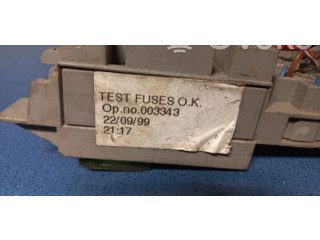 TEST FUSES O.K.
Op.no.003343
22/09/99
21:17